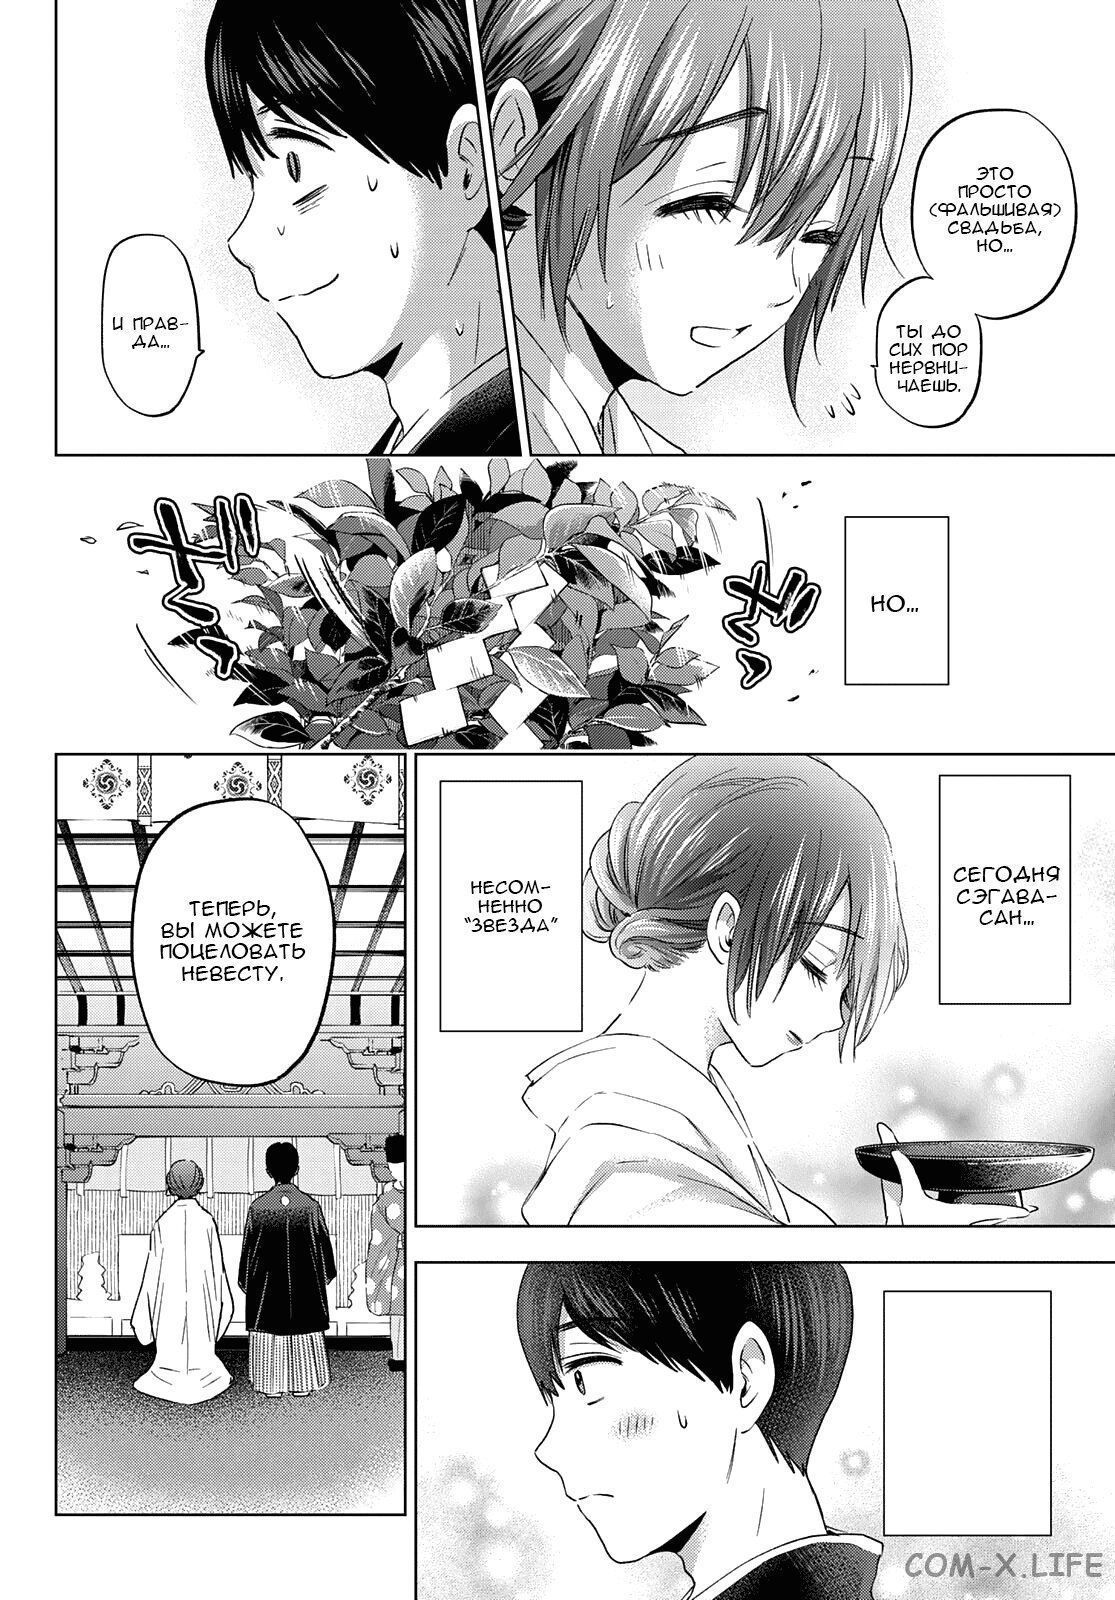 ЭТО
ПРОСТО
(ФАЛЬШИВАЯ)
СВАДЬБА,
НО...
ТЫ ДО
СИХ ПОР
НЕРВНИ-
ЧАЕШЬ.
И ПРАВ-
ДА...
НО...
СЕГОДНЯ
СЭГАВА-
САН...
НЕСОМ-
НЕННО
"ЗВЕЗДА"
ТЕПЕРЬ,
ВЫ МОЖЕТЕ
ПОЦЕЛОВАТЬ
НЕВЕСТУ.
COM-X.LIFE